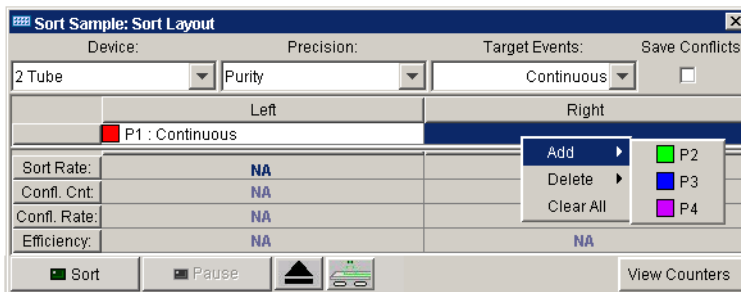 Sort Sample: Sort Layout
Device: Precision: Target Events: Save Conflicts
2 Tube Purity Continuous
Left Right
P1 : Continuous
Add P2
Delete P3
Clear All P4
Sort Rate: NA
Confl. Cnt: NA
Confl. Rate: NA
Efficiency: NA NA
Sort Pause View Counters